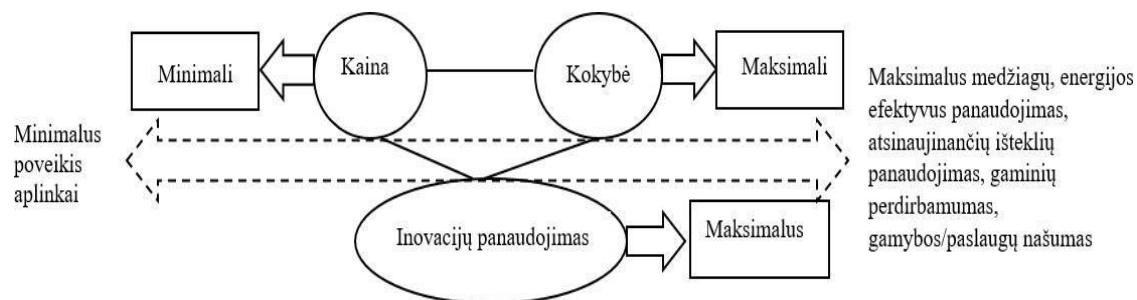 Minimali
Kaina
Kokybė
Maksimali
Minimalus
poveikis
aplinkai
Maksimalus medžiagų, energijos
efektyvus panaudojimas,
atsinaujinančių išteklių
panaudojimas, gaminių
perdirbamumas,
gamybos/paslaugų našumas
Inovacijų panaudojimas
Maksimalus